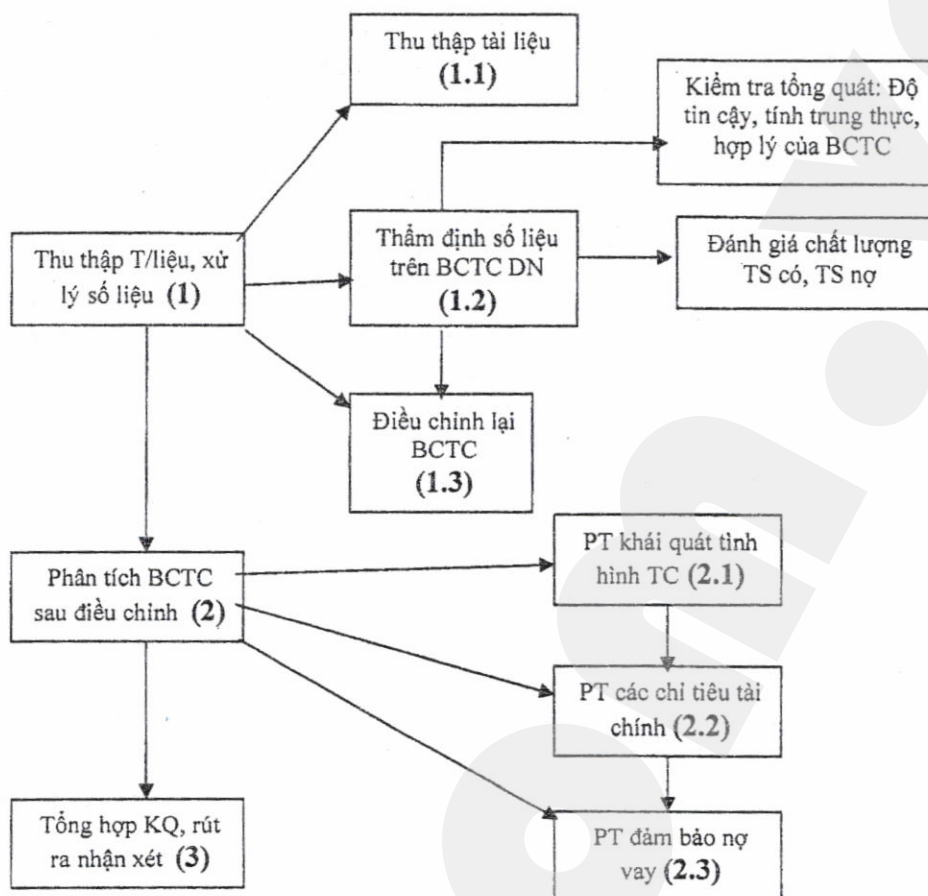 Thu thập tài liệu
(1.1)
Kiểm tra tổng quát: Độ
tin cậy, tính trung thực,
hợp lý của BCTC
Thu thập T/liệu, xử
lý số liệu (1)
Thẩm định số liệu
trên BCTC DN
(1.2)
Đánh giá chất lượng
TS có, TS nợ
Điều chỉnh lại
BCTC
(1.3)
Phân tích BCTC
sau điều chỉnh (2)
PT khái quát tình
hình TC (2.1)
PT các chỉ tiêu tài
chính (2.2)
Tổng hợp KQ, rút
ra nhận xét (3)
PT đảm bảo nợ
vay (2.3)